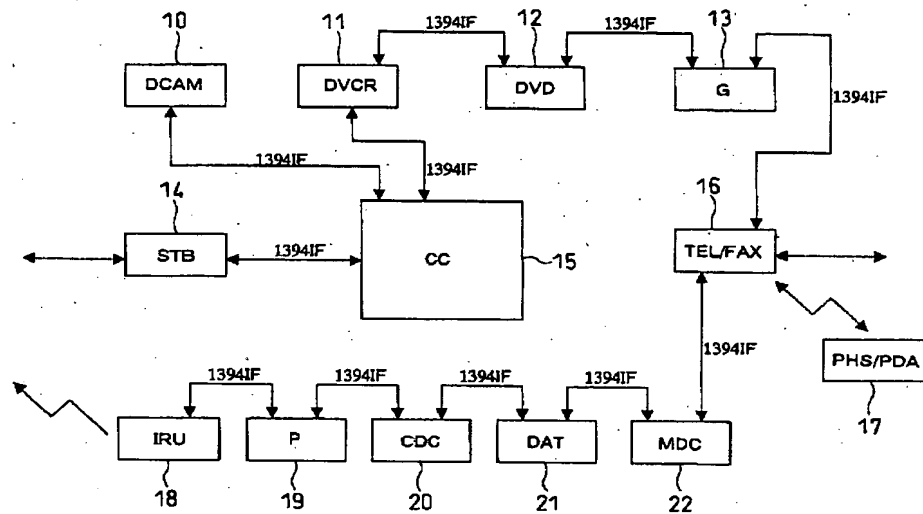 10
11
12
13
1394IF
1394IF
DCAM
DVCR
DVD
G
1394IF
1394IF
1394IF
14
16
STB
1394IF
CC
15
TEL/FAX
1394IF
PHS/PDA
17
1394IF
1394IF
1394IF
1394IF
IRU
P
CDC
DAT
MDC
18
19
20
21
22